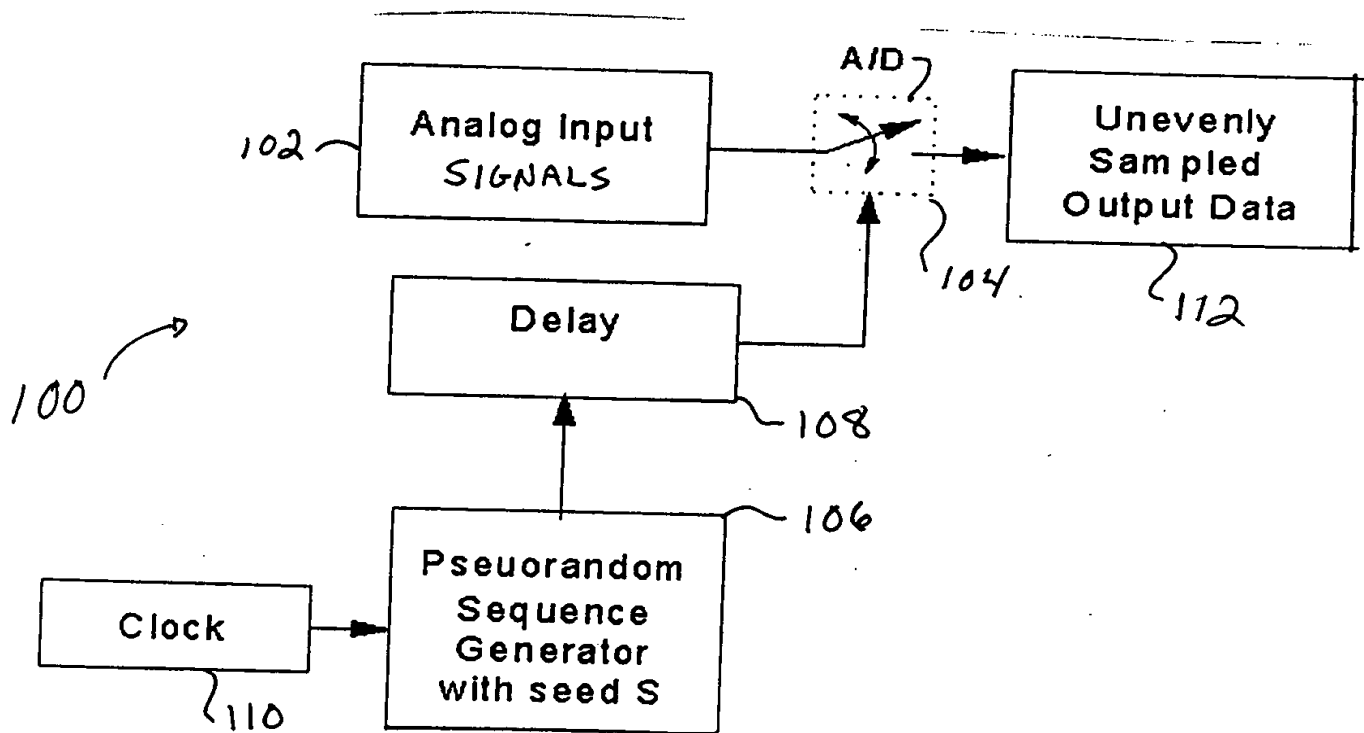 A/D
102
Analog Input
SIGNALS
Unevenly
Sampled
Output Data
104
112
Delay
100
108
106
Pseuorandom
Sequence
Generator
with seed S
Clock
110